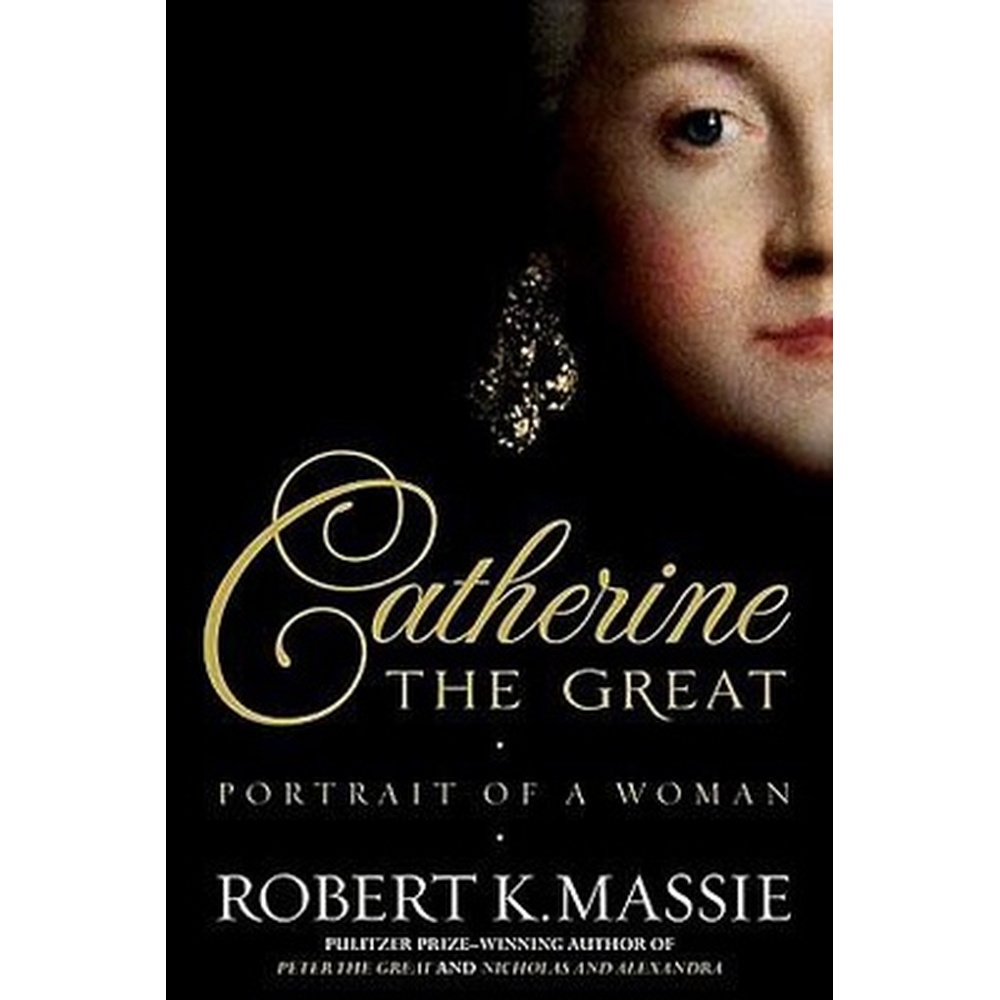 Catherine
THE GREAT
PORTRAIT OF A WOMAN
ROBERT K. MASSIE
PULITZER PRIZE–WINNING AUTHOR OF
PETER THE GREAT AND NICHOLAS AND ALEXANDRA